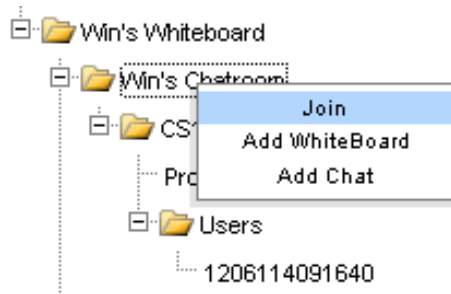 Win's Whiteboard
Win's Chatroom
Join
Add WhiteBoard
Add Chat
Users
1206114091640